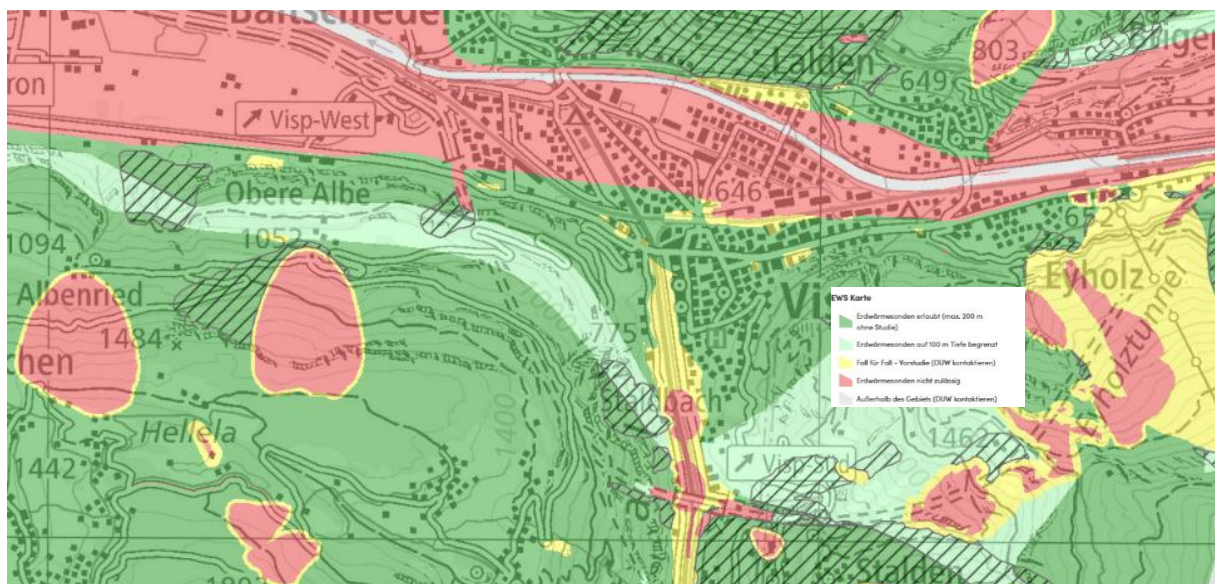 Baltschieder
Ealden
803
649
ron
Visp-West
646
Obere Albe
652
1094
1052
Eyholz
Albenried
1484
775
chen
EWS Karte
Erdwärmesonden erlaubt (max. 200 m
ohne Studie)
Erdwärmesonden auf 100 m Tiefe begrenzt
Fall für Fall - Vorstudie (DUW kontaktieren)
Erdwärmesonden nicht zulässig
Außerhalb des Gebiets (DUW kontaktieren)
Staldbach
1400
Hellela
1462
1442
Visp-Süd
Stalden